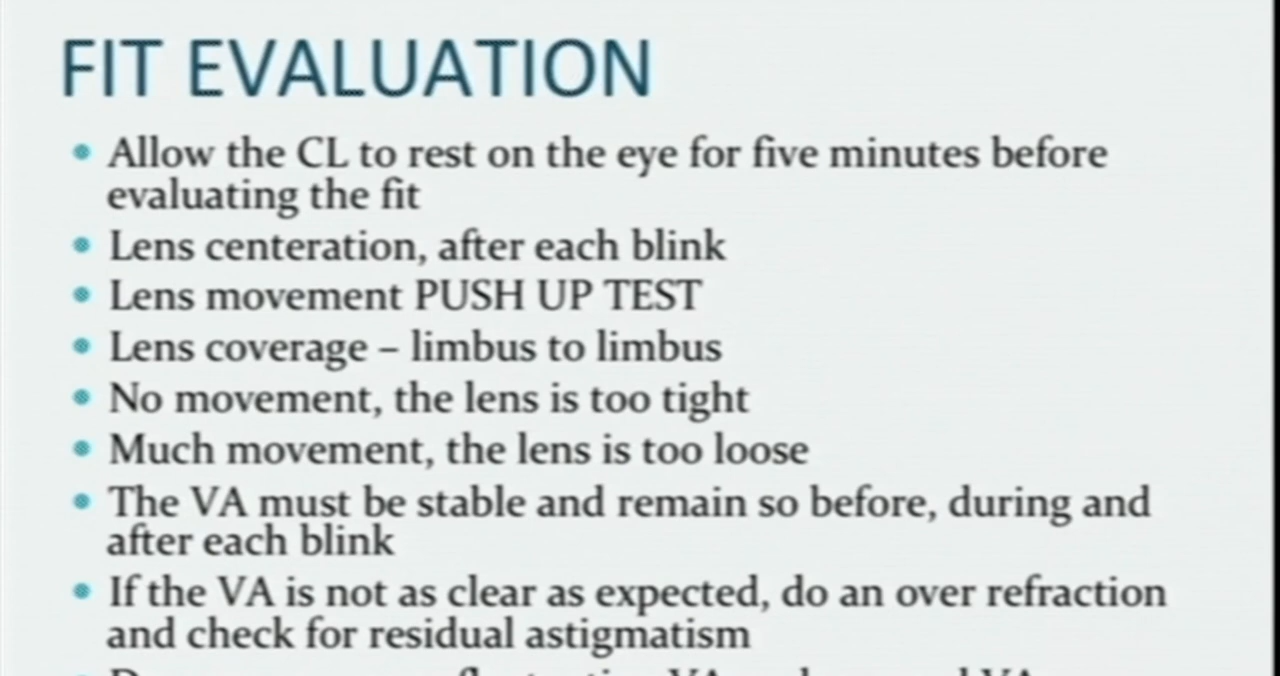 FIT EVALUATION
• Allow the CL to rest on the eye for five minutes before
evaluating the fit
• Lens centeration, after each blink
• Lens movement PUSH UP TEST
• Lens coverage – limbus to limbus
• No movement, the lens is too tight
• Much movement, the lens is too loose
• The VA must be stable and remain so before, during and
after each blink
• If the VA is not as clear as expected, do an over refraction
and check for residual astigmatism